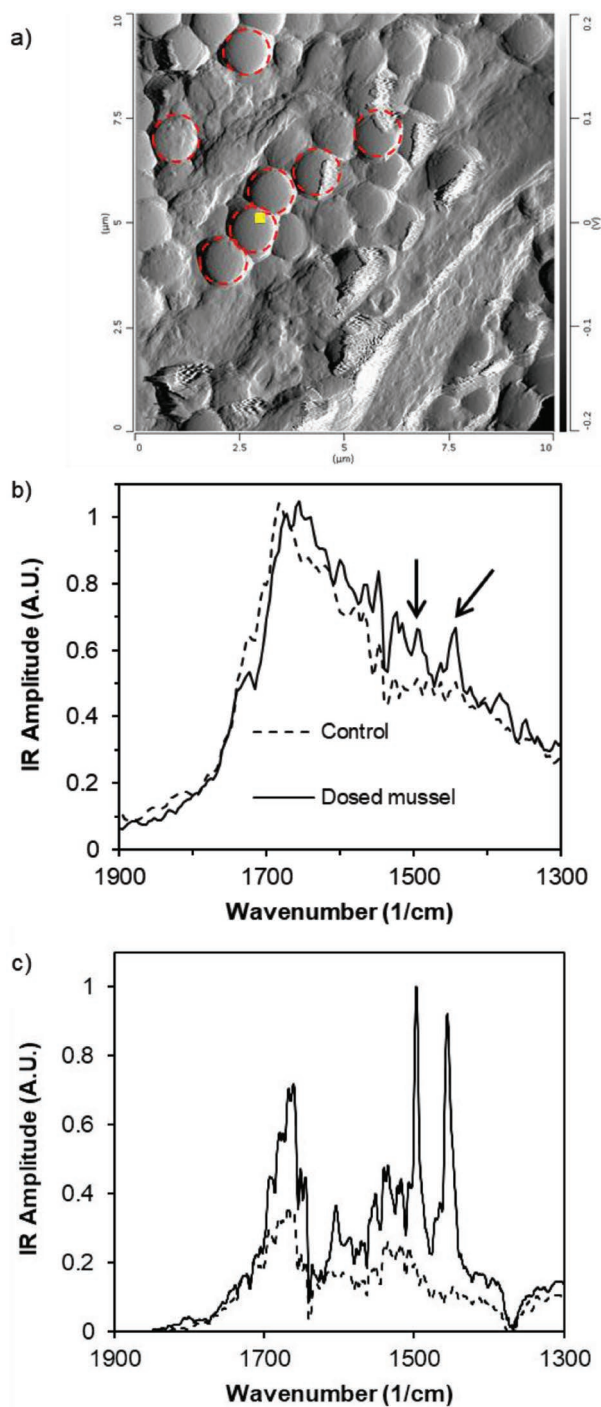 a)
10
7.5
5
(μm)
2.5
0
0
2.5
5
7.5
10
(μm)
0.2
0.1
0
(V)
-0.1
-0.2
b)
1
0.8
0.6
0.4
0.2
0
IR Amplitude (A.U.)
Control
Dosed mussel
1900
1700
1500
1300
Wavenumber (1/cm)
c)
1
0.8
0.6
0.4
0.2
0
IR Amplitude (A.U.)
1900
1700
1500
1300
Wavenumber (1/cm)